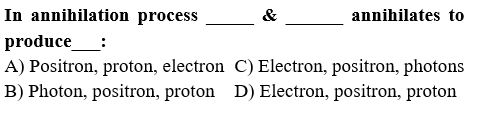 In annihilation process _____ & ______ annihilates to
produce___:
A) Positron, proton, electron C) Electron, positron, photons
B) Photon, positron, proton D) Electron, positron, proton